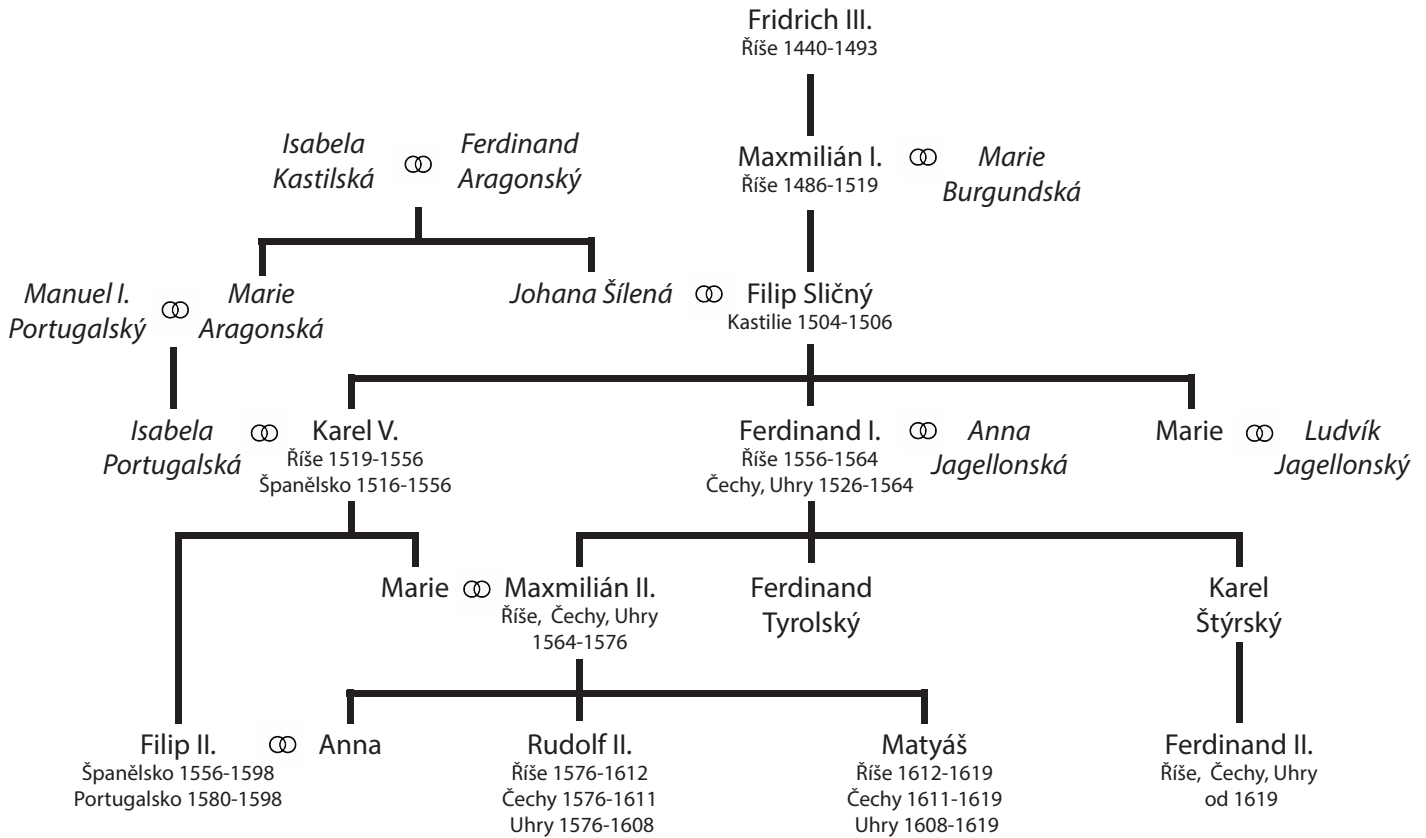 Fridrich III.
Říše 1440-1493
Isabela
Kastilská
Ferdinand
Aragonský
Maxmilián I.
Říše 1486-1519
Marie
Burgundská
Manuel I.
Portugalský
Marie
Aragonská
Johana Šílená
Filip Sličný
Kastilie 1504-1506
Isabela
Portugalská
Karel V.
Říše 1519-1556
Španělsko 1516-1556
Ferdinand I.
Říše 1556-1564
Čechy, Uhry 1526-1564
Anna
Jagellonská
Marie
Ludvík
Jagellonský
Marie
Maxmilián II.
Říše, Čechy, Uhry
1564-1576
Ferdinand
Tyrolský
Karel
Štýrský
Filip II.
Španělsko 1556-1598
Portugalsko 1580-1598
Anna
Rudolf II.
Říše 1576-1612
Čechy 1576-1611
Uhry 1576-1608
Matyáš
Říše 1612-1619
Čechy 1611-1619
Uhry 1608-1619
Ferdinand II.
Říše, Čechy, Uhry
od 1619